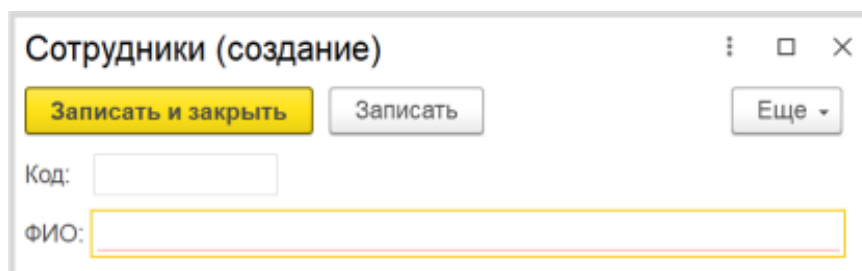 Сотрудники (создание)
Записать и закрыть Записать Еще
Код:
ФИО: